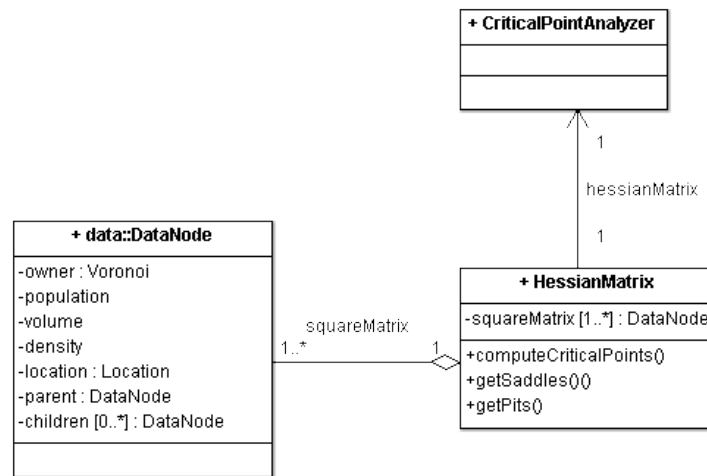 + CriticalPointAnalyzer
1
hessianMatrix
1
+ data::DataNode
-owner : Voronoi
-population
-volume
-density
-location : Location
-parent : DataNode
-children [0..*] : DataNode
squareMatrix
1..*
1
+ HessianMatrix
-squareMatrix [1..*] : DataNode
+computeCriticalPoints()
+getSaddles()()
+getPits()